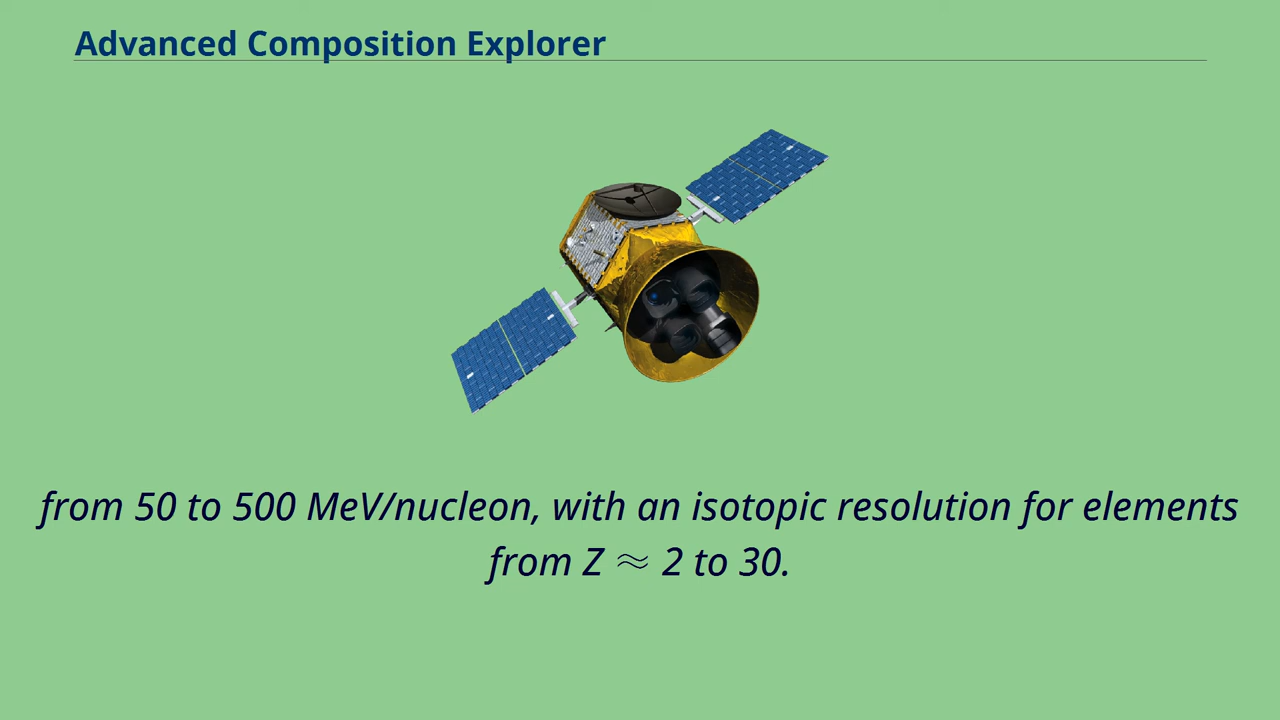 Advanced Composition Explorer
from 50 to 500 MeV/nucleon, with an isotopic resolution for elements
from Z ≈ 2 to 30.